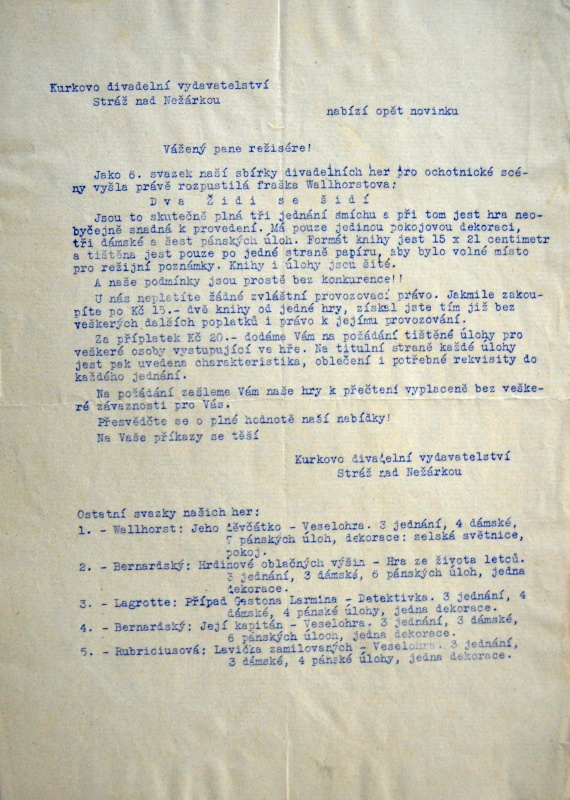 Kurkovo divadelní vydavatelství
Stráž nad Nežárkou
nabízí opět novinku
Vážený pane režisére!
Jako 6. svazek naší sbírky divadelních her pro ochotnické scé-
ny vyšla právě rozpustilá fraška Wallhorstova:
Dva Židi se šidí
Jsou to skutečně plná tři jednání smíchu a při tom jest hra neo-
byčejně snadná k provedení. Má pouze jedinou pokojovou dekoraci,
tři dámské a šest pánských úloh. Formát knihy jest 15 x 21 centimetr
a tištěna jest pouze po jedné straně papíru, aby bylo volné místo
pro režijní poznámky. Knihy i úlohy jsou šité.
A naše podmínky jsou prostě bez konkurence!!
U nás neplatíte žádné zvláštní provozovací právo. Jakmile zakou-
píte po Kč 15.— dvě knihy od jedné hry, získal jste tím již bez
veškerých dalších poplatků i právo k jejímu provozování.
Za příplatek Kč 20.— dodáme Vám na požádání tištěné úlohy pro
veškeré osoby vystupující ve hře. Na titulní straně každé úlohy
jest pak uvedena charakteristika, oblečení i potřebné rekvisity do
každého jednání.
Na požádání zašleme Vám naše hry k přečtení vyplaceně bez veške-
ré závaznosti pro Vás.
Přesvědčte se o plné hodnotě naší nabídky!
Na Vaše příkazy se těší
Kurkovo divadelní vydavatelství
Stráž nad Nežárkou
Ostatní svazky našich her:
1. - Wallhorst: Jeho děvčátko - Veselohra. 3 jednání, 4 dámské,
7 pánských úloh, dekorace: selská světnice,
pokoj.
2. - Bernardský: Hrdinové oblačných výšin - Hra ze života letců.
3 jednání, 3 dámské, 6 pánských úloh, jedna
dekorace.
3. - Lagrotte: Případ Gastona Larmina - Detektivka. 3 jednání, 4
dámské, 4 pánské úlohy, jedna dekorace.
4. - Bernardský: Její kapitán - Veselohra. 3 jednání, 3 dámské,
6 pánských úloch, jedna dekorace.
5. - Rubriciusová: Lavička zamilovaných - Veselohra. 3 jednání,
3 dámské, 4 pánské úlohy, jedna dekorace.